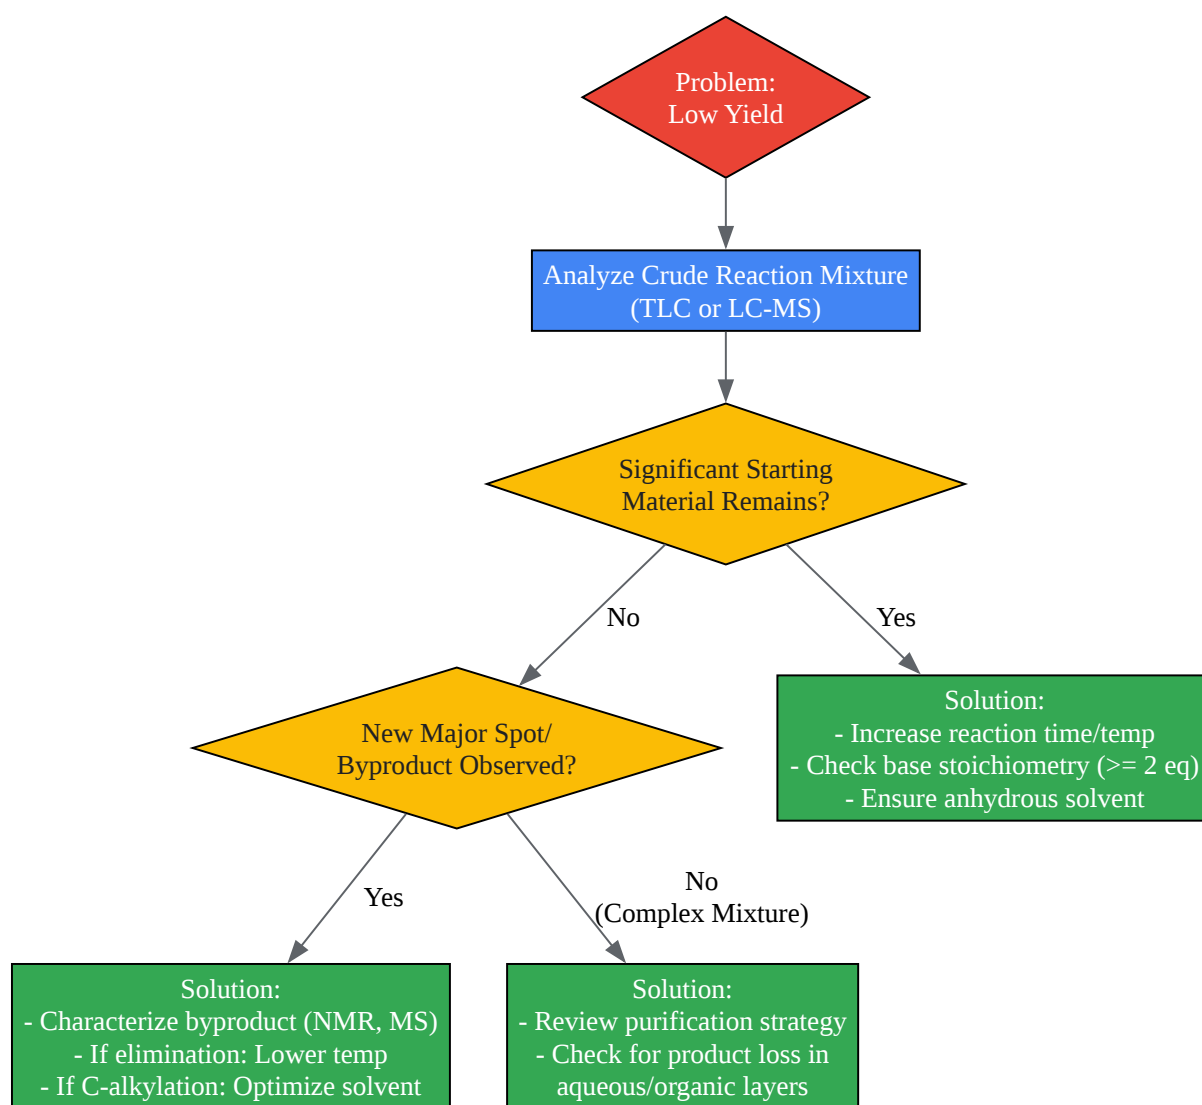 Problem:
Low Yield
Analyze Crude Reaction Mixture
(TLC or LC-MS)
Significant Starting
Material Remains?
No
Yes
New Major Spot/
Byproduct Observed?
Solution:
- Increase reaction time/temp
- Check base stoichiometry (>= 2 eq)
- Ensure anhydrous solvent
Yes
No
(Complex Mixture)
Solution:
- Characterize byproduct (NMR, MS)
- If elimination: Lower temp
- If C-alkylation: Optimize solvent
Solution:
- Review purification strategy
- Check for product loss in
aqueous/organic layers